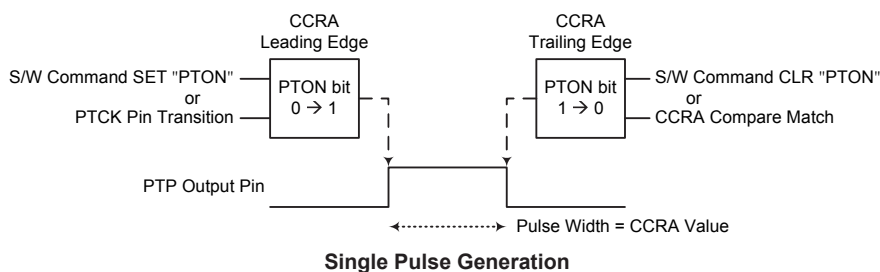 CCRA
Leading Edge
CCRA
Trailing Edge
S/W Command SET "PTON"
or
PTCK Pin Transition
PTON bit
0 → 1
PTON bit
1 → 0
S/W Command CLR "PTON"
or
CCRA Compare Match
PTP Output Pin
Pulse Width = CCRA Value
Single Pulse Generation